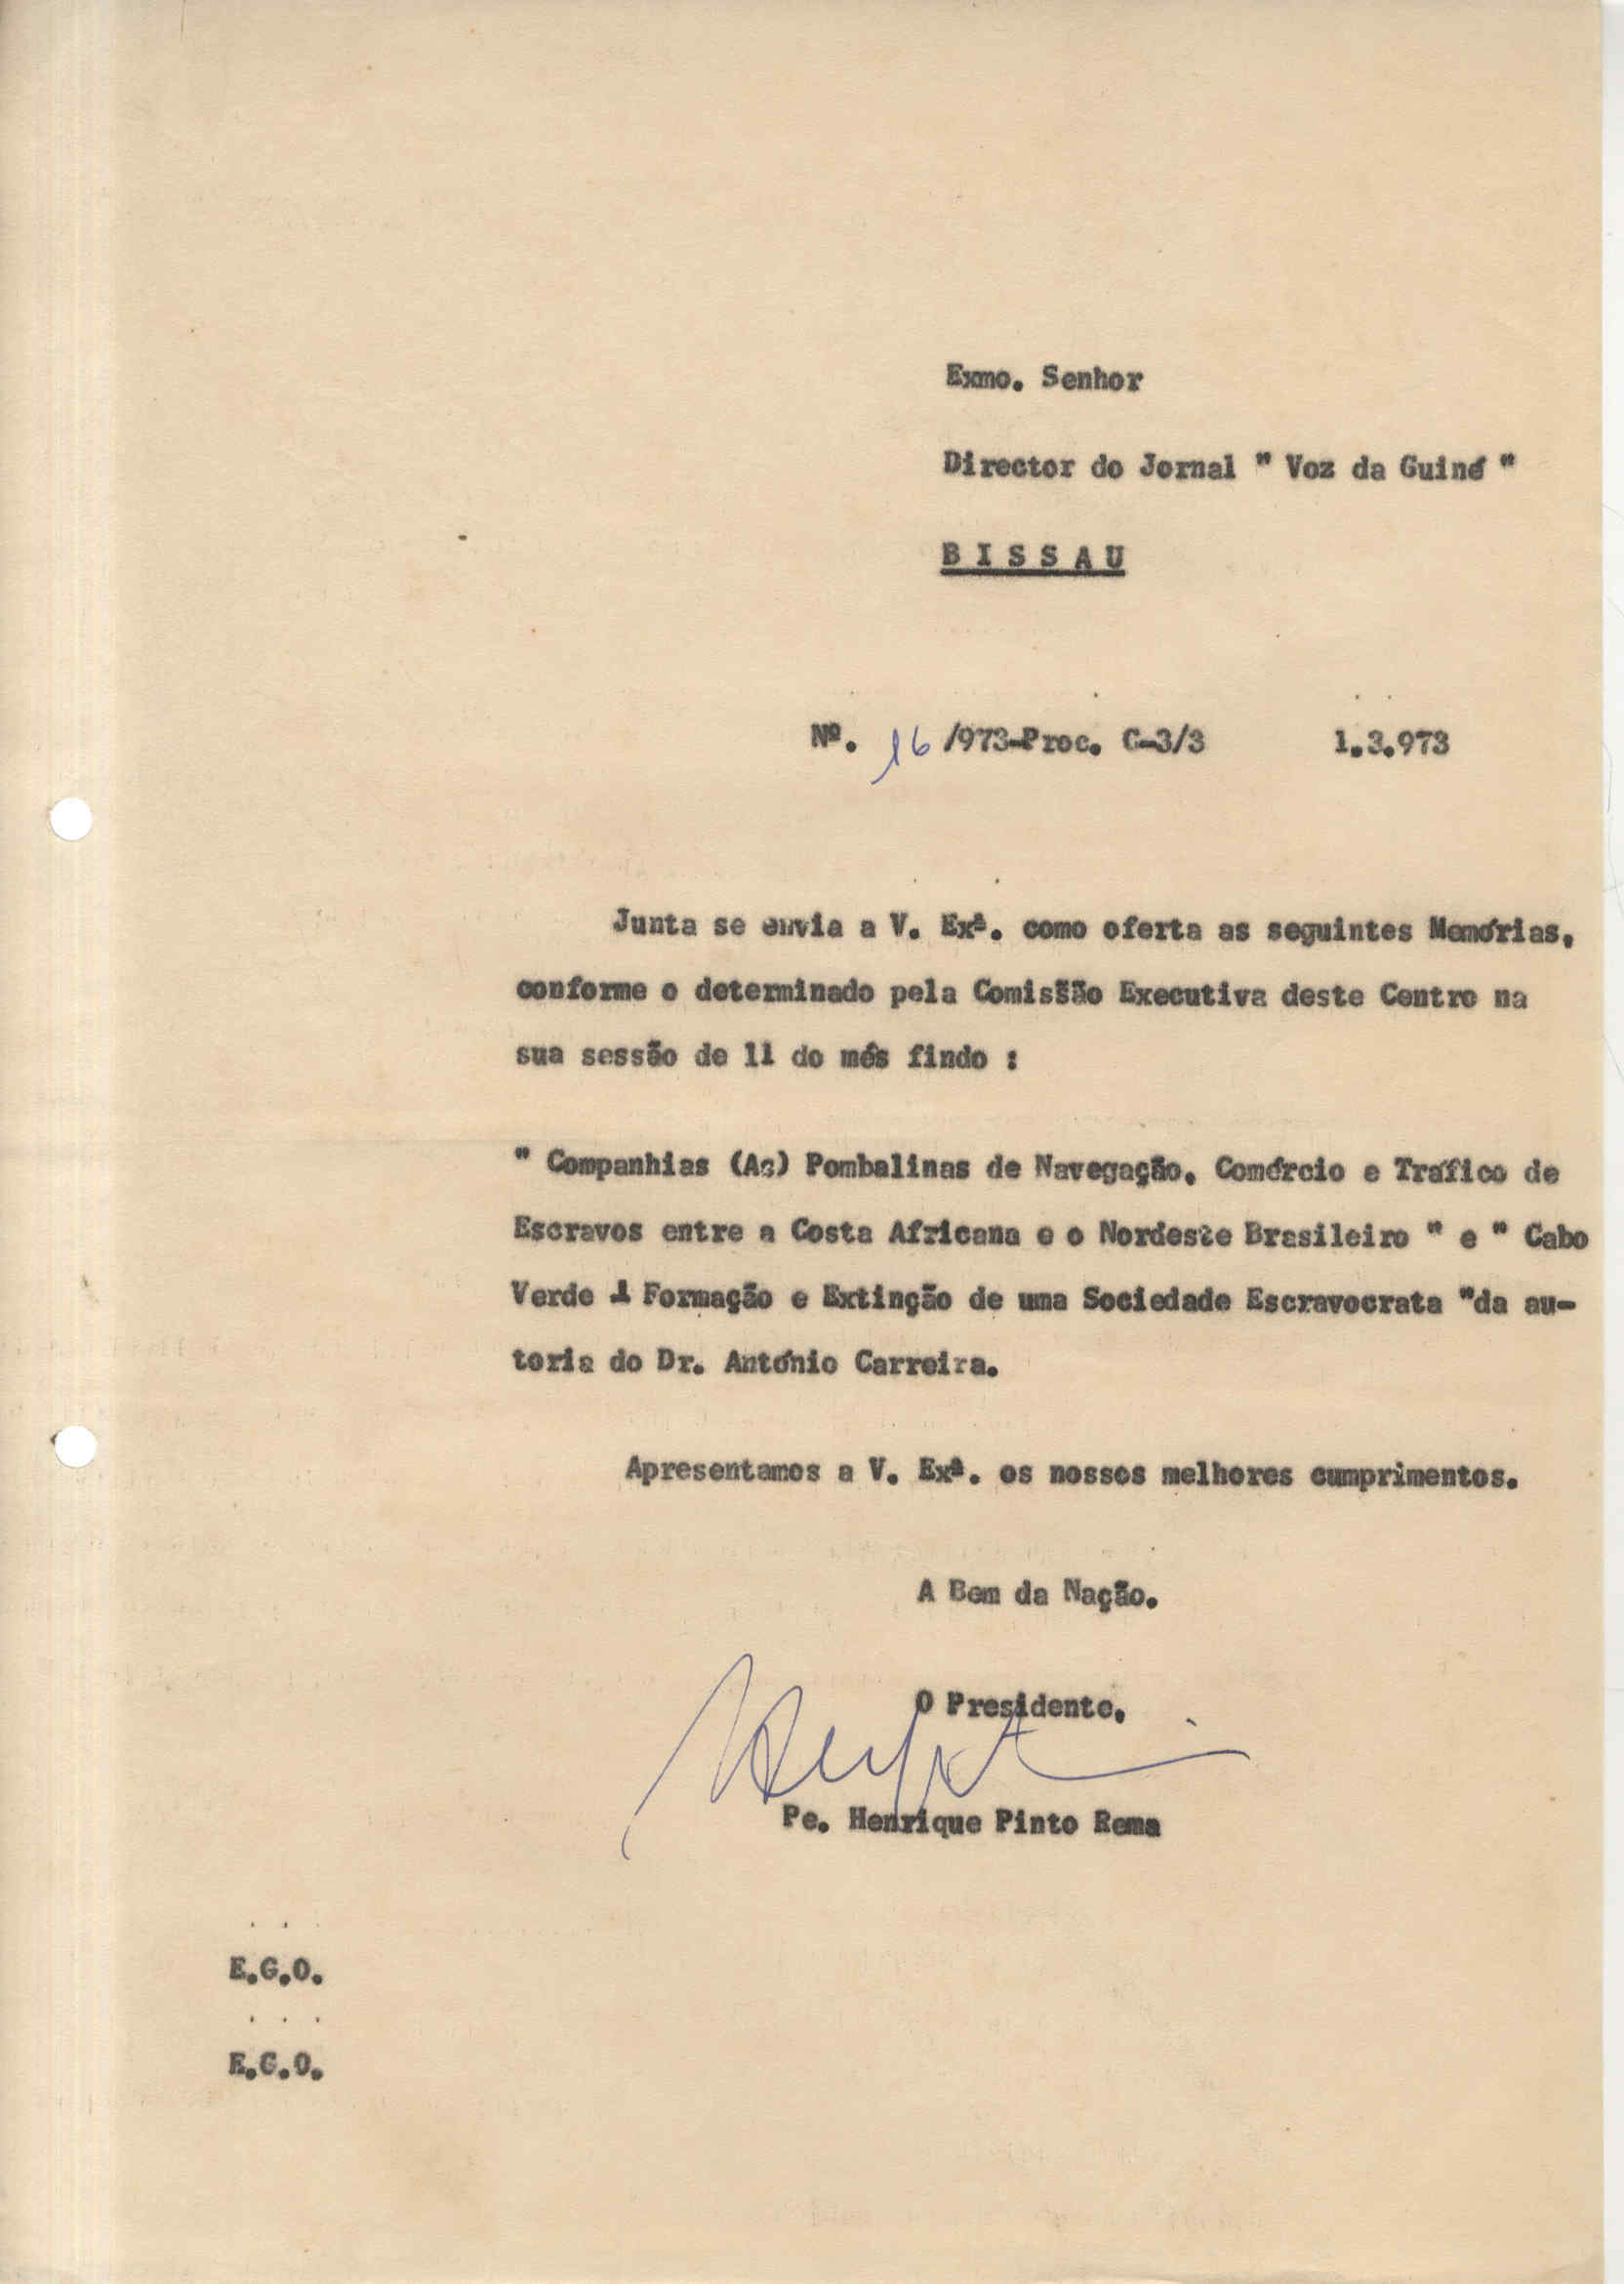 Exmo. Senhor
Director do Jornal " Voz da Guiné "
B I S S A U
Nº. 16/973-Proc. C-3/3 1.3.973
Junta se envia a V. Exª. como oferta as seguintes Memórias,
conforme o determinado pela Comissão Executiva deste Centro na
sua sessão de 11 do mês findo :
" Companhias (As) Pombalinas de Navegação, Comércio e Tráfico de
Escravos entre a Costa Africana e o Nordeste Brasileiro " e " Cabo
Verde - Formação e Extinção de uma Sociedade Escravocrata "da au-
toria do Dr. António Carreira.
Apresentamos a V. Exª. os nossos melhores cumprimentos.
A Bem da Nação.
O Presidente,
Pe. Henrique Pinto Rema
E.G.O.
E.C.O.